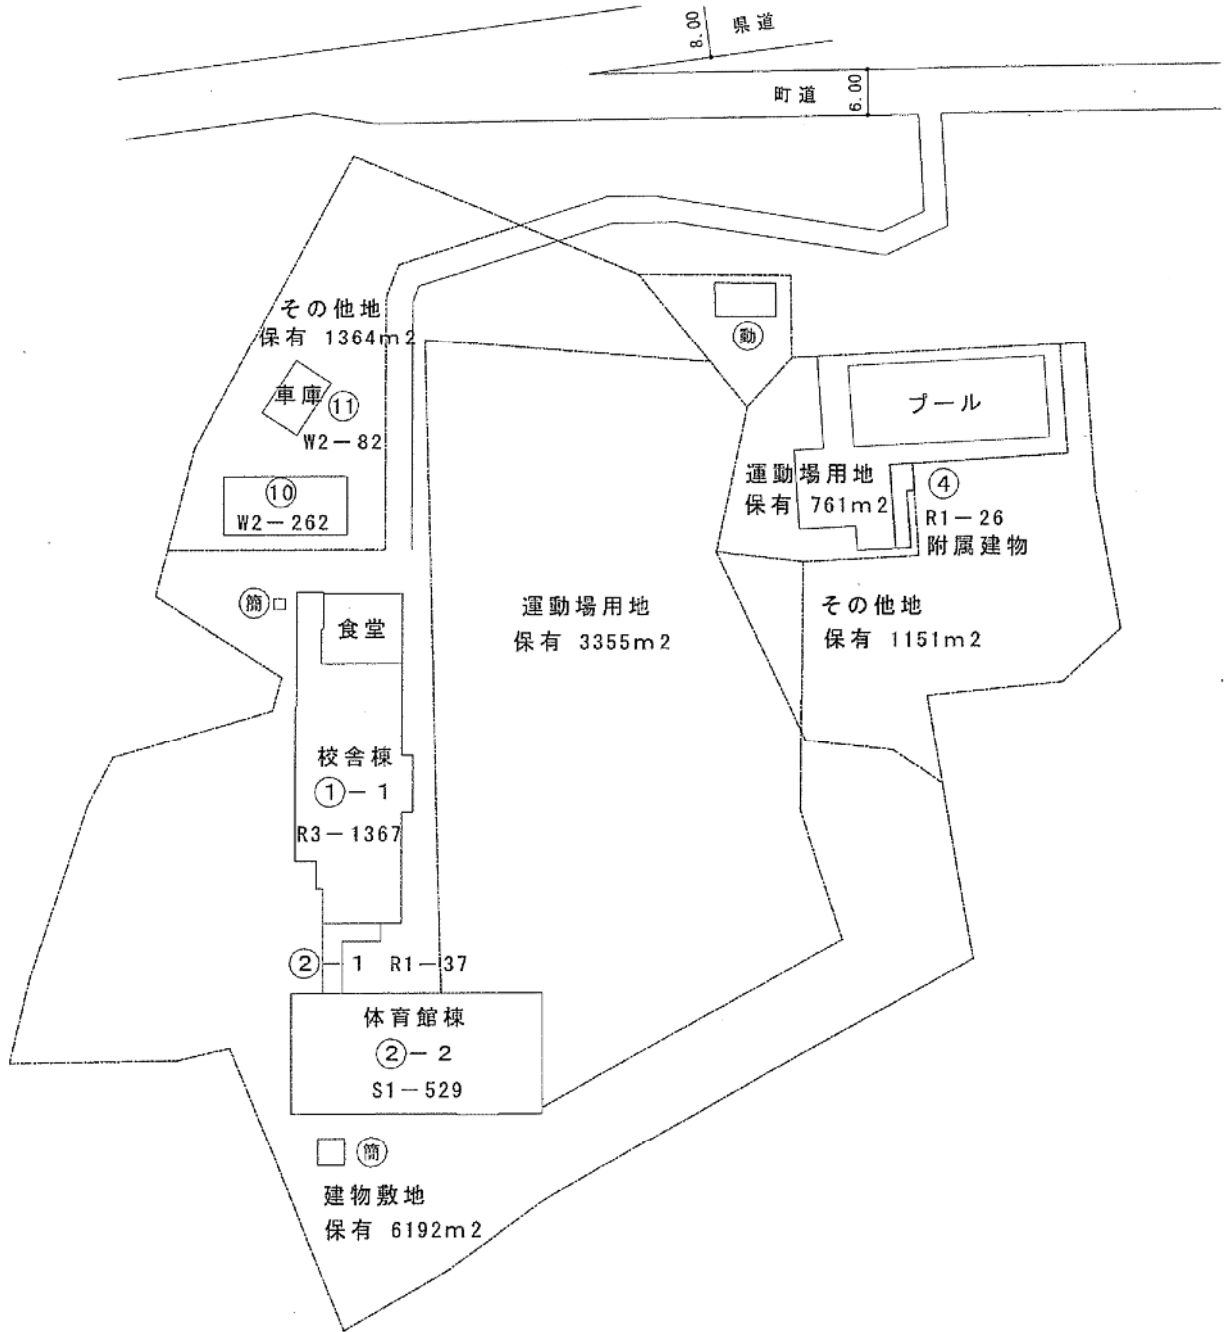 8.00
県道
町道
6.00
その他地
保有 1364m2
車庫
⑪
W2-82
⑩
W2-262
勤
プール
運動場用地
保有 761m2
④
R1-26
附属建物
簡
食堂
運動場用地
保有 3355m2
その他地
保有 1151m2
校舎棟
①-1
R3-1367
②-1 R1-37
体育館棟
②-2
S1-529
簡
建物敷地
保有 6192m2